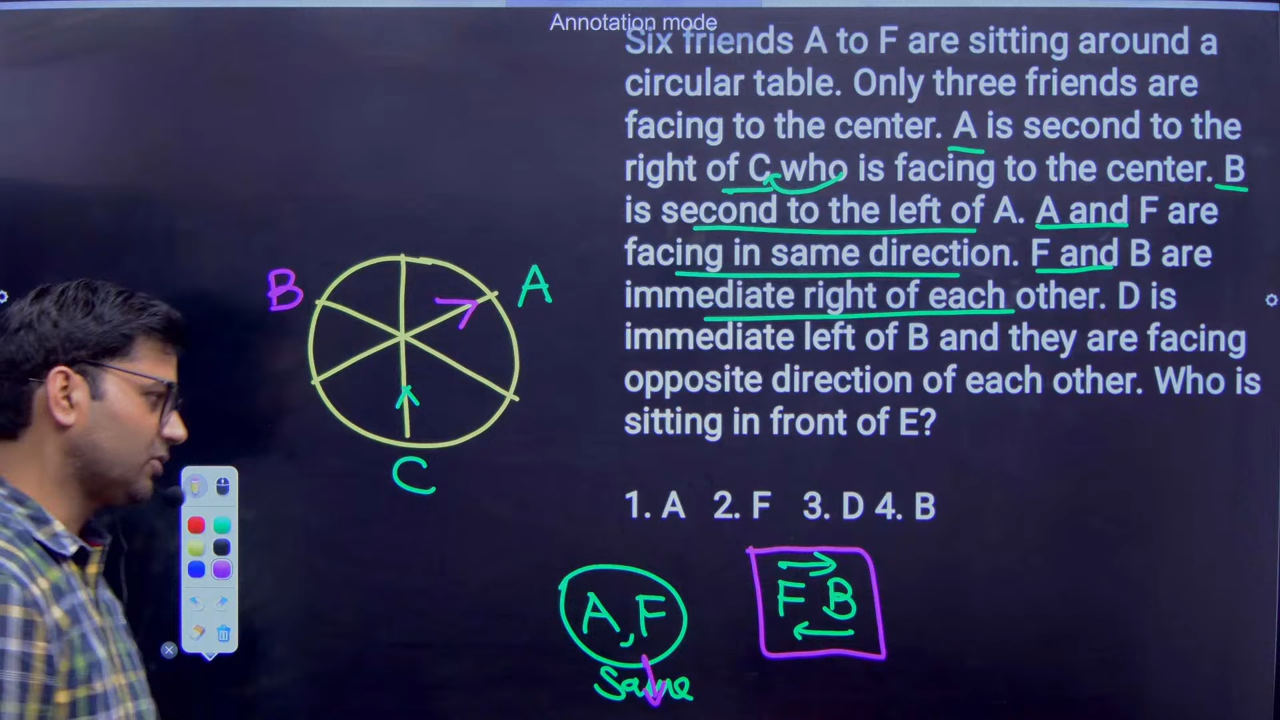 Annotation mode
Six friends A to F are sitting around a
circular table. Only three friends are
facing to the center. A is second to the
right of C who is facing to the center. B
is second to the left of A. A and F are
facing in same direction. F and B are
immediate right of each other. D is
immediate left of B and they are facing
opposite direction of each other. Who is
sitting in front of E?
B
A
C
1. A 2. F 3. D 4. B
A, F
Same
F B